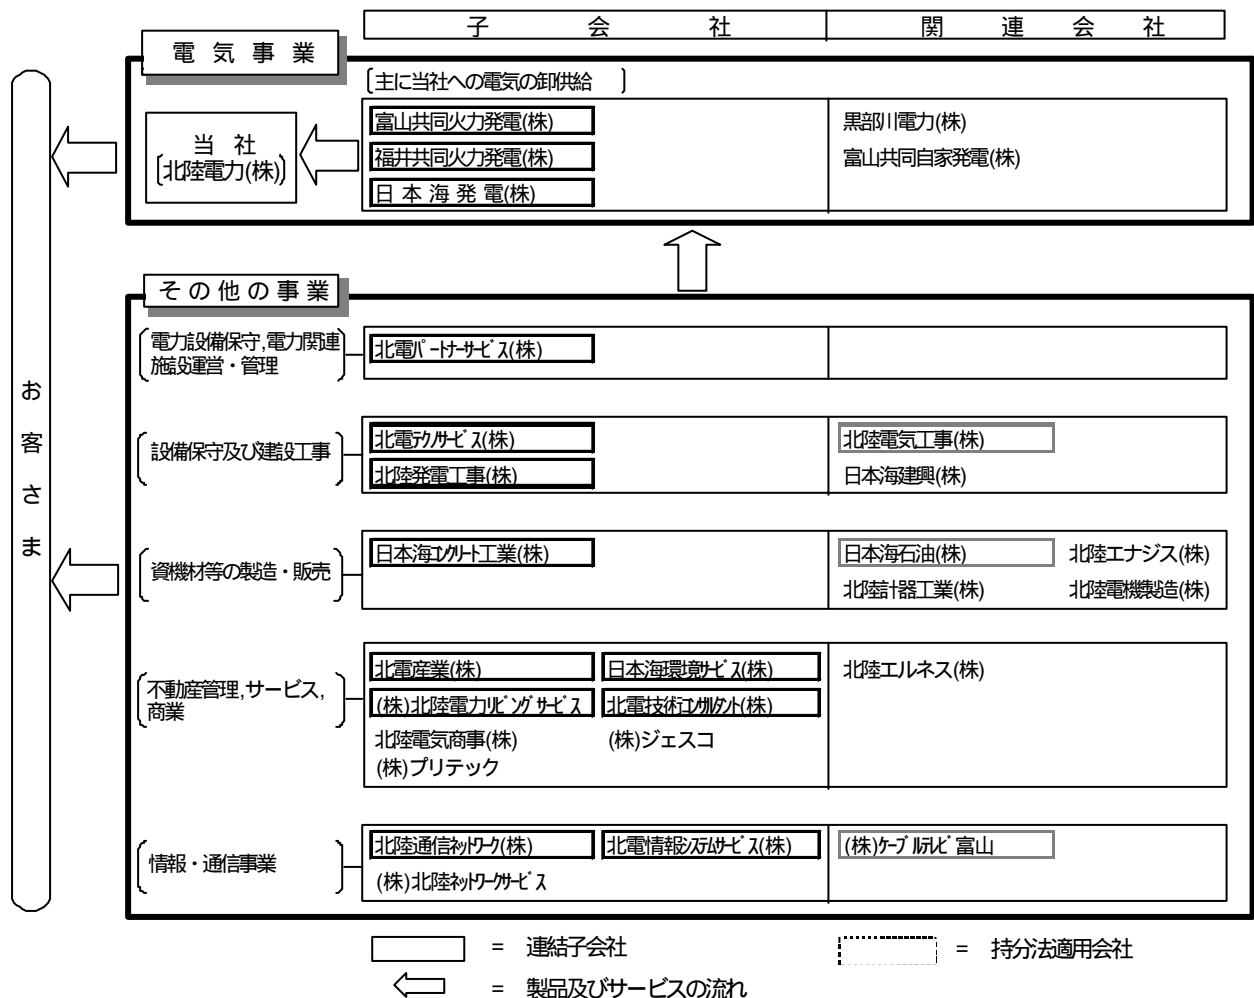 子会社 関連会社
電気事業
〔主に当社への電気の卸供給〕
当社
〔北陸電力(株)〕
富山共同火力発電(株)
福井共同火力発電(株)
日本海発電(株)
黒部川電力(株)
富山共同自家発電(株)
その他の事業
電力設備保守,電力関連
施設運営・管理
北電パートナーサービス(株)
設備保守及び建設工事
北電テクノサービス(株)
北陸発電工事(株)
北陸電気工事(株)
日本海建興(株)
資機材等の製造・販売
日本海コンクリート工業(株)
日本海石油(株) 北陸エナジス(株)
北陸計器工業(株) 北陸電機製造(株)
不動産管理,サービス,
商業
北電産業(株) 日本海環境サービス(株)
(株)北陸電力リビングサービス 北電技術コンサルタント(株)
北陸電気商事(株) (株)ジェスコ
(株)プリテック
北陸エルネス(株)
情報・通信事業
北陸通信ネットワーク(株) 北電情報システムサービス(株)
(株)北陸ネットワークサービス
(株)ケーブルテレビ富山
お客さま
= 連結子会社
= 持分法適用会社
= 製品及びサービスの流れ